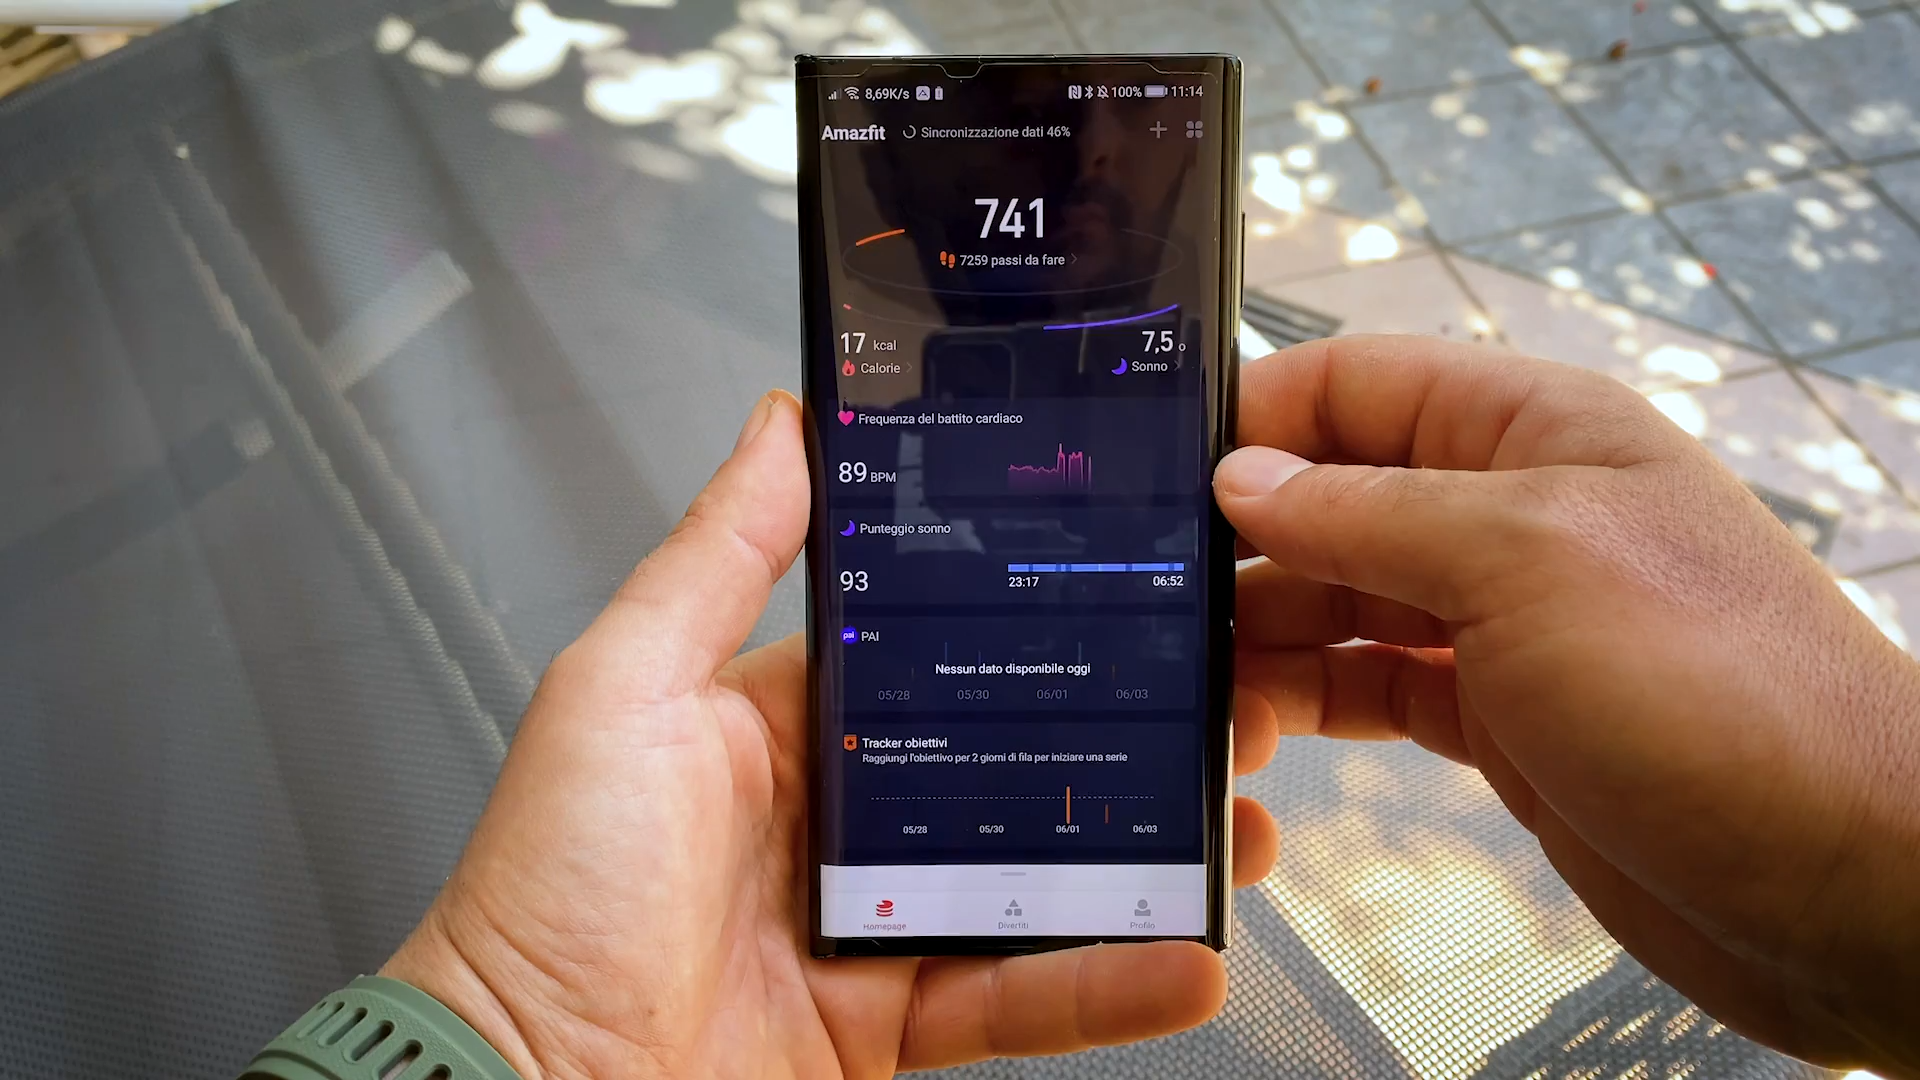 8,69K/s 100% 11:14
Amazfit Sincronizzazione dati 46%
741
7259 passi da fare
17 kcal 7,5 o
Calorie Sonno
Frequenza del battito cardiaco
89 BPM
Punteggio sonno
93 23:17 06:52
pai PAI
Nessun dato disponibile oggi
05/28 05/30 06/01 06/03
Tracker obiettivi
Raggiungi l'obiettivo per 2 giorni di fila per iniziare una serie
05/28 05/30 06/01 06/03
Homepage Divertiti Profilo